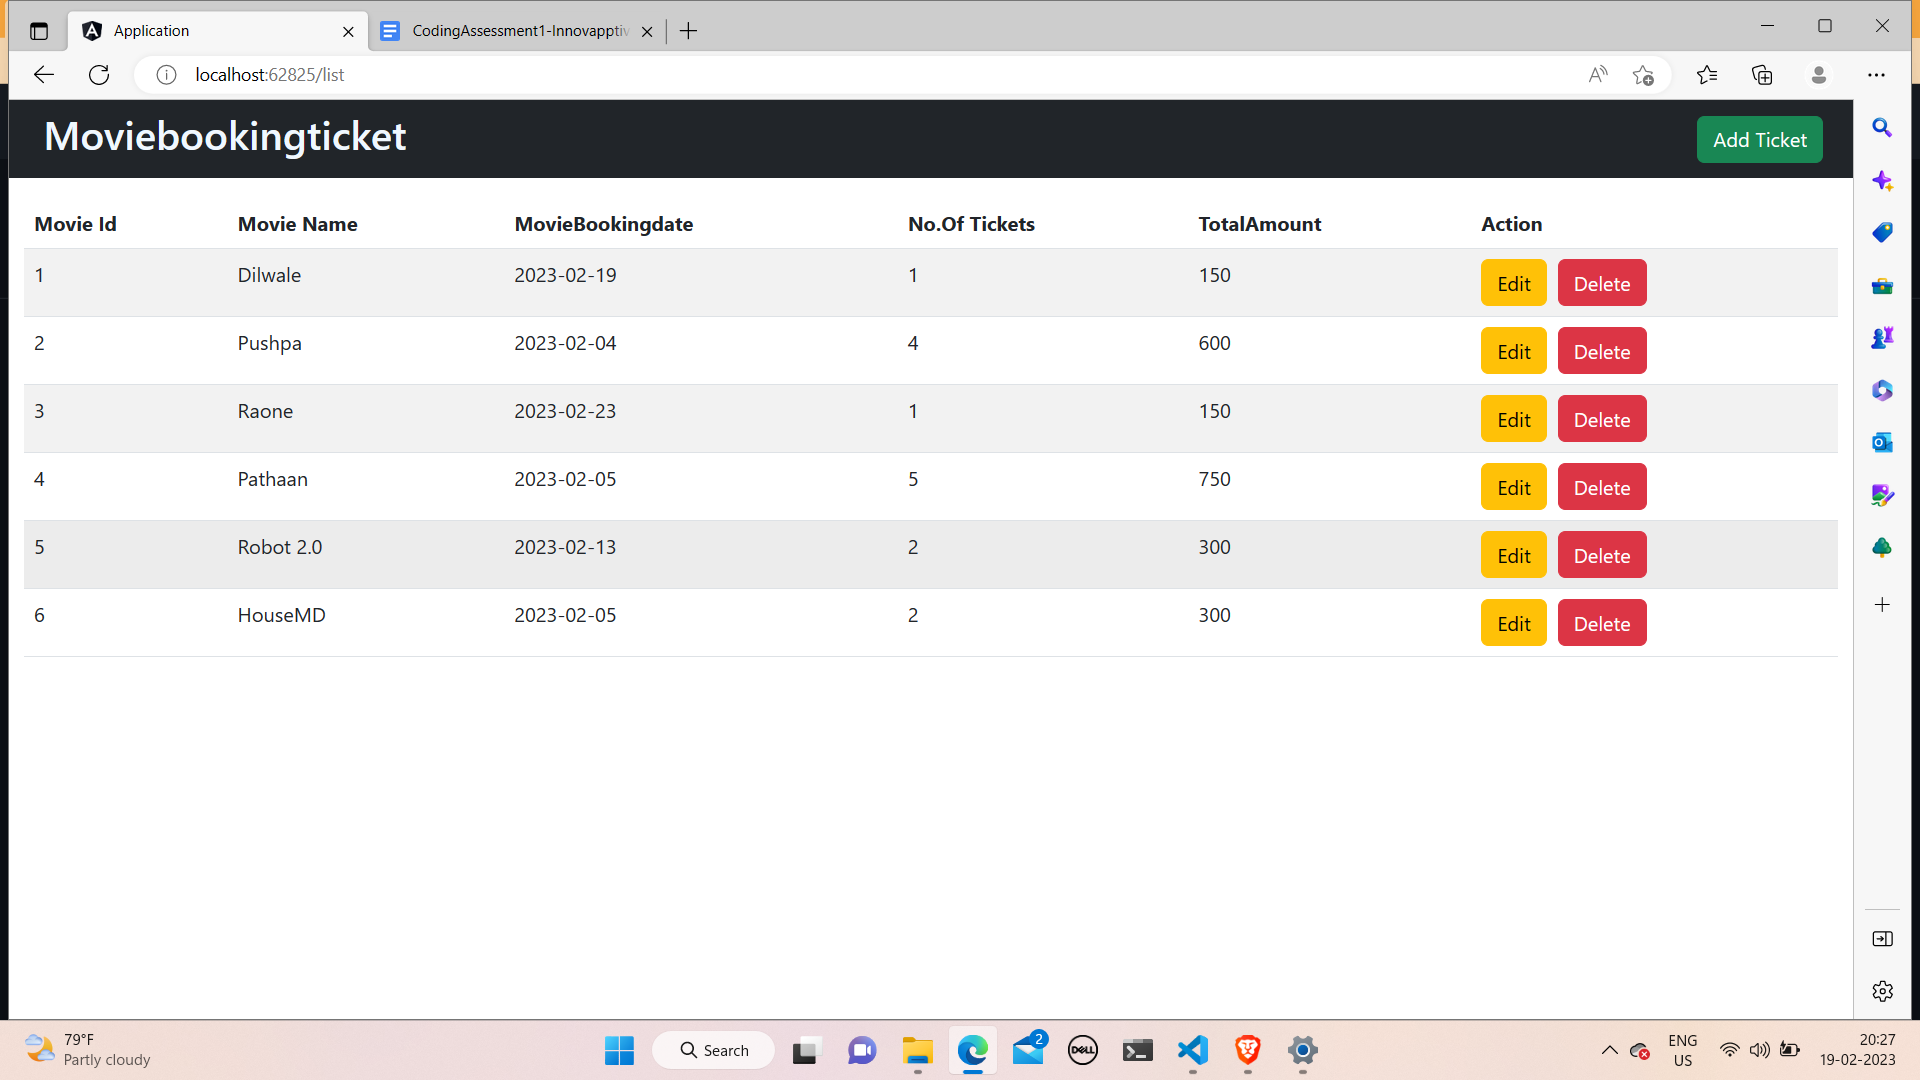 Application
CodingAssessment1-Innovapptiv
localhost:62825/list
Moviebookingticket
Add Ticket
Movie Id Movie Name MovieBookingdate No.Of Tickets TotalAmount Action
1 Dilwale 2023-02-19 1 150 Edit Delete
2 Pushpa 2023-02-04 4 600 Edit Delete
3 Raone 2023-02-23 1 150 Edit Delete
4 Pathaan 2023-02-05 5 750 Edit Delete
5 Robot 2.0 2023-02-13 2 300 Edit Delete
6 HouseMD 2023-02-05 2 300 Edit Delete
79°F
Partly cloudy
Search
2
DELL
ENG
US
20:27
19-02-2023